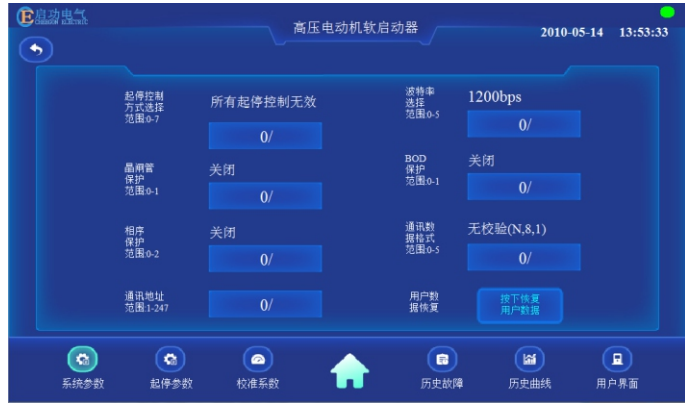 启功电气
高压电动机软启动器
2010-05-14 13:53:33
起停控制
方式选择
范围:0-7
所有起停控制无效
0/
波特率
选择
范围:0-5
1200bps
0/
晶闸管
保护
范围:0-1
关闭
0/
BOD
保护
范围:0-1
关闭
0/
相序
保护
范围:0-2
关闭
0/
通讯数
据格式
范围:0-5
无校验(N,8,1)
0/
通讯地址
范围:1-247
0/
用户数
据恢复
按下恢复
用户数据
系统参数
起停参数
校准系数
历史故障
历史曲线
用户界面